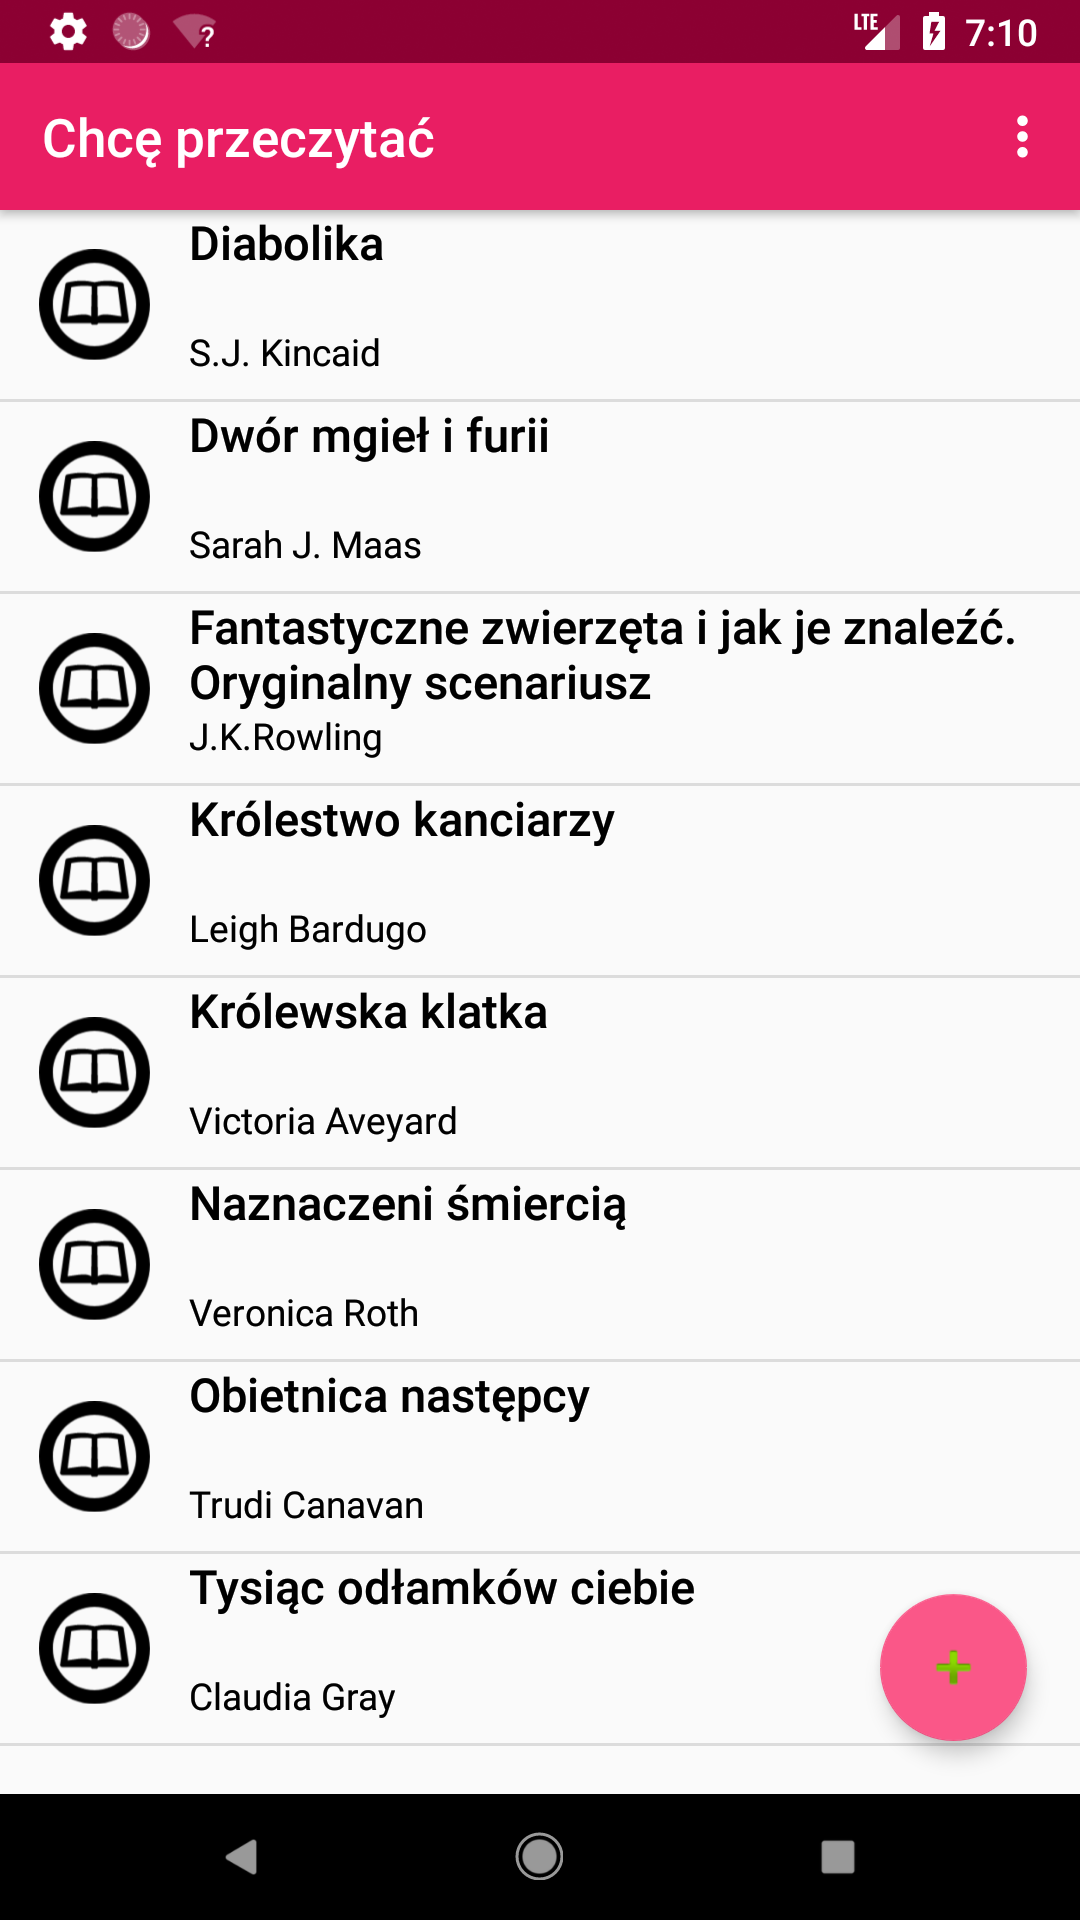 LTE 7:10
Chcę przeczytać
Diabolika
S.J. Kincaid
Dwór mgieł i furii
Sarah J. Maas
Fantastyczne zwierzęta i jak je znaleźć.
Oryginalny scenariusz
J.K.Rowling
Królestwo kanciarzy
Leigh Bardugo
Królewska klatka
Victoria Aveyard
Naznaczeni śmiercią
Veronica Roth
Obietnica następcy
Trudi Canavan
Tysiąc odłamków ciebie
Claudia Gray